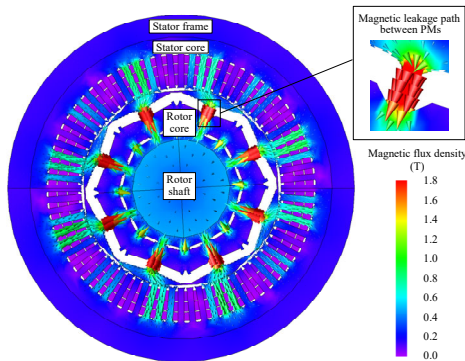 Stator frame
Stator core
Rotor
core
Rotor
shaft
Magnetic leakage path
between PMs
Magnetic flux density
(T)
1.8
1.6
1.4
1.2
1.0
0.8
0.6
0.4
0.2
0.0